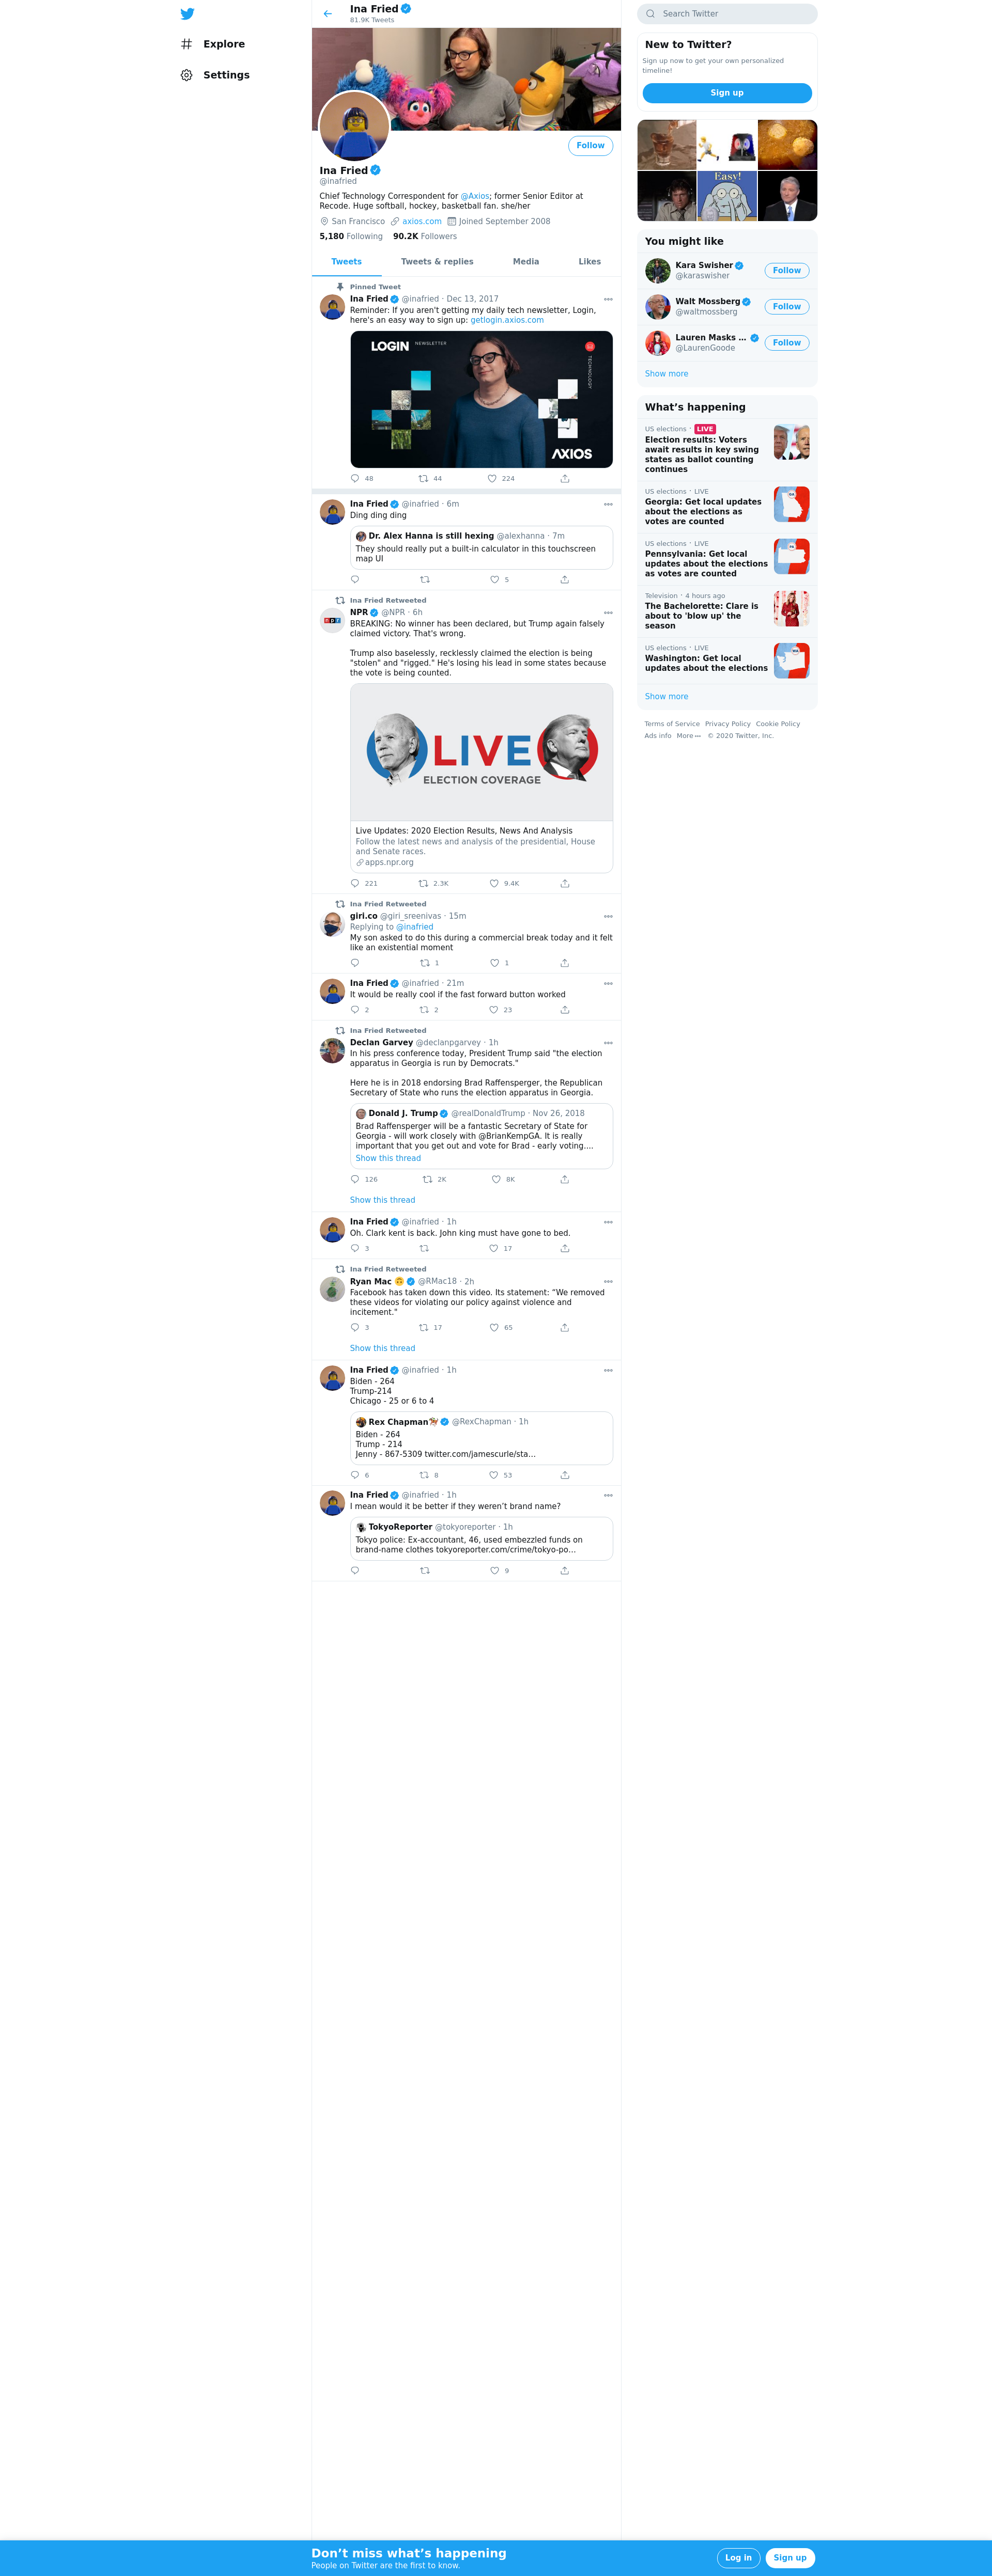 Explore
Settings
Ina Fried
81.9K Tweets
Follow
Ina Fried
@inafried
Chief Technology Correspondent for @Axios; former Senior Editor at
Recode. Huge softball, hockey, basketball fan. she/her
San Francisco axios.com Joined September 2008
5,180 Following 90.2K Followers
Tweets Tweets & replies Media Likes
Pinned Tweet
Ina Fried @inafried · Dec 13, 2017
Reminder: If you aren't getting my daily tech newsletter, Login,
here's an easy way to sign up: getlogin.axios.com
LOGIN NEWSLETTER
TECHNOLOGY
AXIOS
48 44 224
Ina Fried @inafried · 6m
Ding ding ding
Dr. Alex Hanna is still hexing @alexhanna · 7m
They should really put a built-in calculator in this touchscreen
map UI
5
Ina Fried Retweeted
NPR @NPR · 6h
BREAKING: No winner has been declared, but Trump again falsely
claimed victory. That's wrong.
Trump also baselessly, recklessly claimed the election is being
"stolen" and "rigged." He's losing his lead in some states because
the vote is being counted.
LIVE
ELECTION COVERAGE
Live Updates: 2020 Election Results, News And Analysis
Follow the latest news and analysis of the presidential, House
and Senate races.
apps.npr.org
221 2.3K 9.4K
Ina Fried Retweeted
giri.co @giri_sreenivas · 15m
Replying to @inafried
My son asked to do this during a commercial break today and it felt
like an existential moment
1 1
Ina Fried @inafried · 21m
It would be really cool if the fast forward button worked
2 2 23
Ina Fried Retweeted
Declan Garvey @declanpgarvey · 1h
In his press conference today, President Trump said "the election
apparatus in Georgia is run by Democrats."
Here he is in 2018 endorsing Brad Raffensperger, the Republican
Secretary of State who runs the election apparatus in Georgia.
Donald J. Trump @realDonaldTrump · Nov 26, 2018
Brad Raffensperger will be a fantastic Secretary of State for
Georgia - will work closely with @BrianKempGA. It is really
important that you get out and vote for Brad - early voting....
Show this thread
126 2K 8K
Show this thread
Ina Fried @inafried · 1h
Oh. Clark kent is back. John king must have gone to bed.
3 17
Ina Fried Retweeted
Ryan Mac 🙃 @RMac18 · 2h
Facebook has taken down this video. Its statement: "We removed
these videos for violating our policy against violence and
incitement."
3 17 65
Show this thread
Ina Fried @inafried · 1h
Biden - 264
Trump-214
Chicago - 25 or 6 to 4
Rex Chapman🏇 @RexChapman · 1h
Biden - 264
Trump - 214
Jenny - 867-5309 twitter.com/jamescurle/sta…
6 8 53
Ina Fried @inafried · 1h
I mean would it be better if they weren't brand name?
TokyoReporter @tokyoreporter · 1h
Tokyo police: Ex-accountant, 46, used embezzled funds on
brand-name clothes tokyoreporter.com/crime/tokyo-po…
9
Search Twitter
New to Twitter?
Sign up now to get your own personalized
timeline!
Sign up
Easy!
You might like
Kara Swisher
@karaswisher
Follow
Walt Mossberg
@waltmossberg
Follow
Lauren Masks …
@LaurenGoode
Follow
Show more
What's happening
US elections · LIVE
Election results: Voters
await results in key swing
states as ballot counting
continues
US elections · LIVE
Georgia: Get local updates
about the elections as
votes are counted
US elections · LIVE
Pennsylvania: Get local
updates about the elections
as votes are counted
Television · 4 hours ago
The Bachelorette: Clare is
about to 'blow up' the
season
US elections · LIVE
Washington: Get local
updates about the elections
Show more
Terms of Service Privacy Policy Cookie Policy
Ads info More © 2020 Twitter, Inc.
Don't miss what's happening
People on Twitter are the first to know.
Log in
Sign up